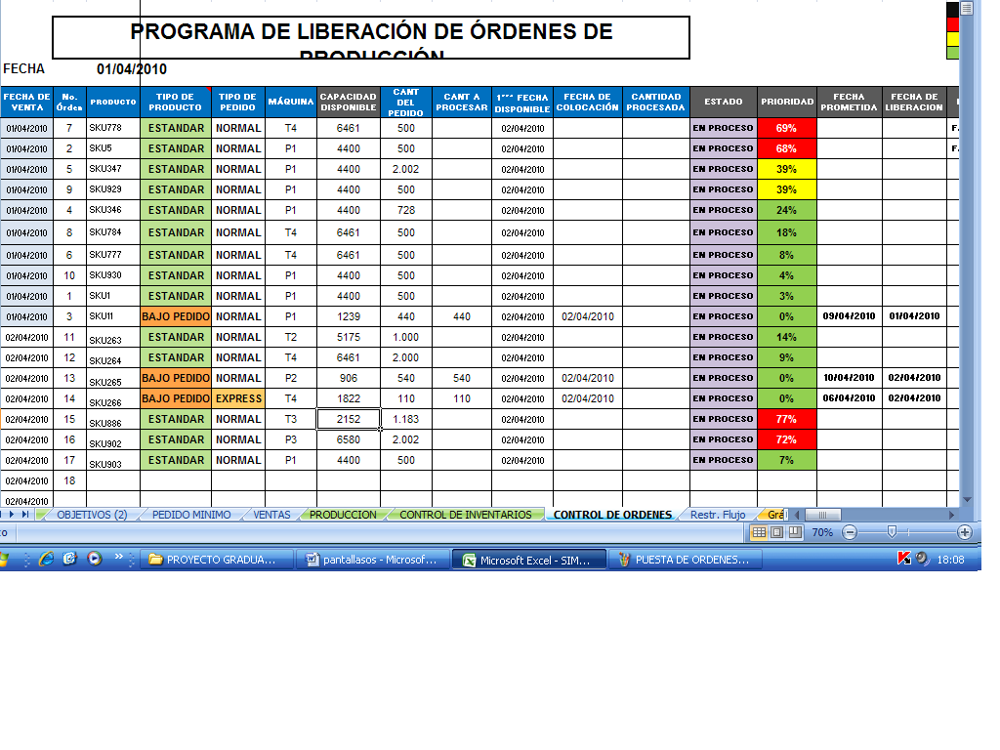 PROGRAMA DE LIBERACIÓN DE ÓRDENES DE
PRODUCCIÓN
FECHA 01/04/2010
FECHA DE VENTA No. Órden PRODUCTO TIPO DE PRODUCTO TIPO DE PEDIDO MÁQUINA CAPACIDAD DISPONIBLE CANT DEL PEDIDO CANT A PROCESAR 1° FECHA DISPONIBLE FECHA DE COLOCACIÓN CANTIDAD PROCESADA ESTADO PRIORIDAD FECHA PROMETIDA FECHA DE LIBERACION
01/04/2010 7 SKU778 ESTANDAR NORMAL T4 6461 500 02/04/2010 EN PROCESO 69% F.
01/04/2010 2 SKU5 ESTANDAR NORMAL P1 4400 500 02/04/2010 EN PROCESO 68% F.
01/04/2010 5 SKU347 ESTANDAR NORMAL P1 4400 2.002 02/04/2010 EN PROCESO 39%
01/04/2010 9 SKU929 ESTANDAR NORMAL P1 4400 500 02/04/2010 EN PROCESO 39%
01/04/2010 4 SKU346 ESTANDAR NORMAL P1 4400 728 02/04/2010 EN PROCESO 24%
01/04/2010 8 SKU784 ESTANDAR NORMAL T4 6461 500 02/04/2010 EN PROCESO 18%
01/04/2010 6 SKU777 ESTANDAR NORMAL T4 6461 500 02/04/2010 EN PROCESO 8%
01/04/2010 10 SKU930 ESTANDAR NORMAL P1 4400 500 02/04/2010 EN PROCESO 4%
01/04/2010 1 SKU1 ESTANDAR NORMAL P1 4400 500 02/04/2010 EN PROCESO 3%
01/04/2010 3 SKU11 BAJO PEDIDO NORMAL P1 1239 440 440 02/04/2010 02/04/2010 EN PROCESO 0% 09/04/2010 01/04/2010
02/04/2010 11 SKU263 ESTANDAR NORMAL T2 5175 1.000 02/04/2010 EN PROCESO 14%
02/04/2010 12 SKU264 ESTANDAR NORMAL T4 6461 2.000 02/04/2010 EN PROCESO 9%
02/04/2010 13 SKU265 BAJO PEDIDO NORMAL P2 906 540 540 02/04/2010 02/04/2010 EN PROCESO 0% 10/04/2010 02/04/2010
02/04/2010 14 SKU266 BAJO PEDIDO EXPRESS T4 1822 110 110 02/04/2010 02/04/2010 EN PROCESO 0% 06/04/2010 02/04/2010
02/04/2010 15 SKU886 ESTANDAR NORMAL T3 2152 1.183 02/04/2010 EN PROCESO 77%
02/04/2010 16 SKU902 ESTANDAR NORMAL P3 6580 2.002 02/04/2010 EN PROCESO 72%
02/04/2010 17 SKU903 ESTANDAR NORMAL P1 4400 500 02/04/2010 EN PROCESO 7%
02/04/2010 18
02/04/2010
OBJETIVOS (2) PEDIDO MINIMO VENTAS PRODUCCION CONTROL DE INVENTARIOS CONTROL DE ORDENES Restr. Flujo Grá
o 70%
PROYECTO GRADUA... pantallasos - Microsof... Microsoft Excel - SIM... PUESTA DE ORDENES... 18:08